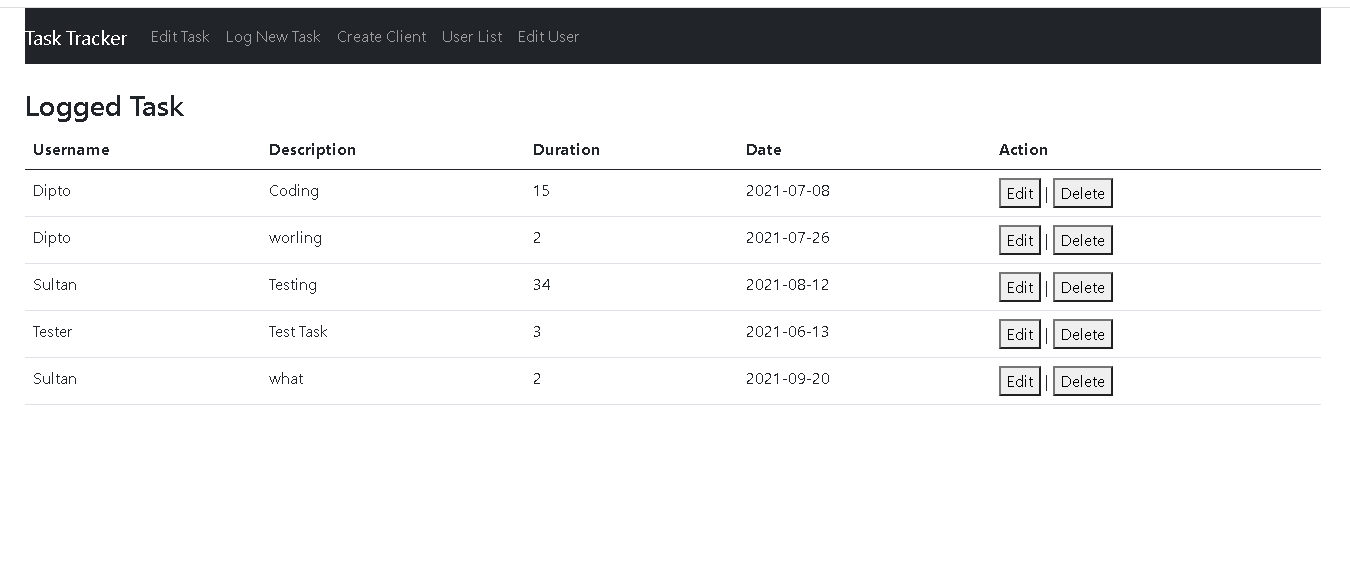 Task Tracker Edit Task Log New Task Create Client User List Edit User
Logged Task
Username Description Duration Date Action
Dipto Coding 15 2021-07-08 Edit | Delete
Dipto worling 2 2021-07-26 Edit | Delete
Sultan Testing 34 2021-08-12 Edit | Delete
Tester Test Task 3 2021-06-13 Edit | Delete
Sultan what 2 2021-09-20 Edit | Delete